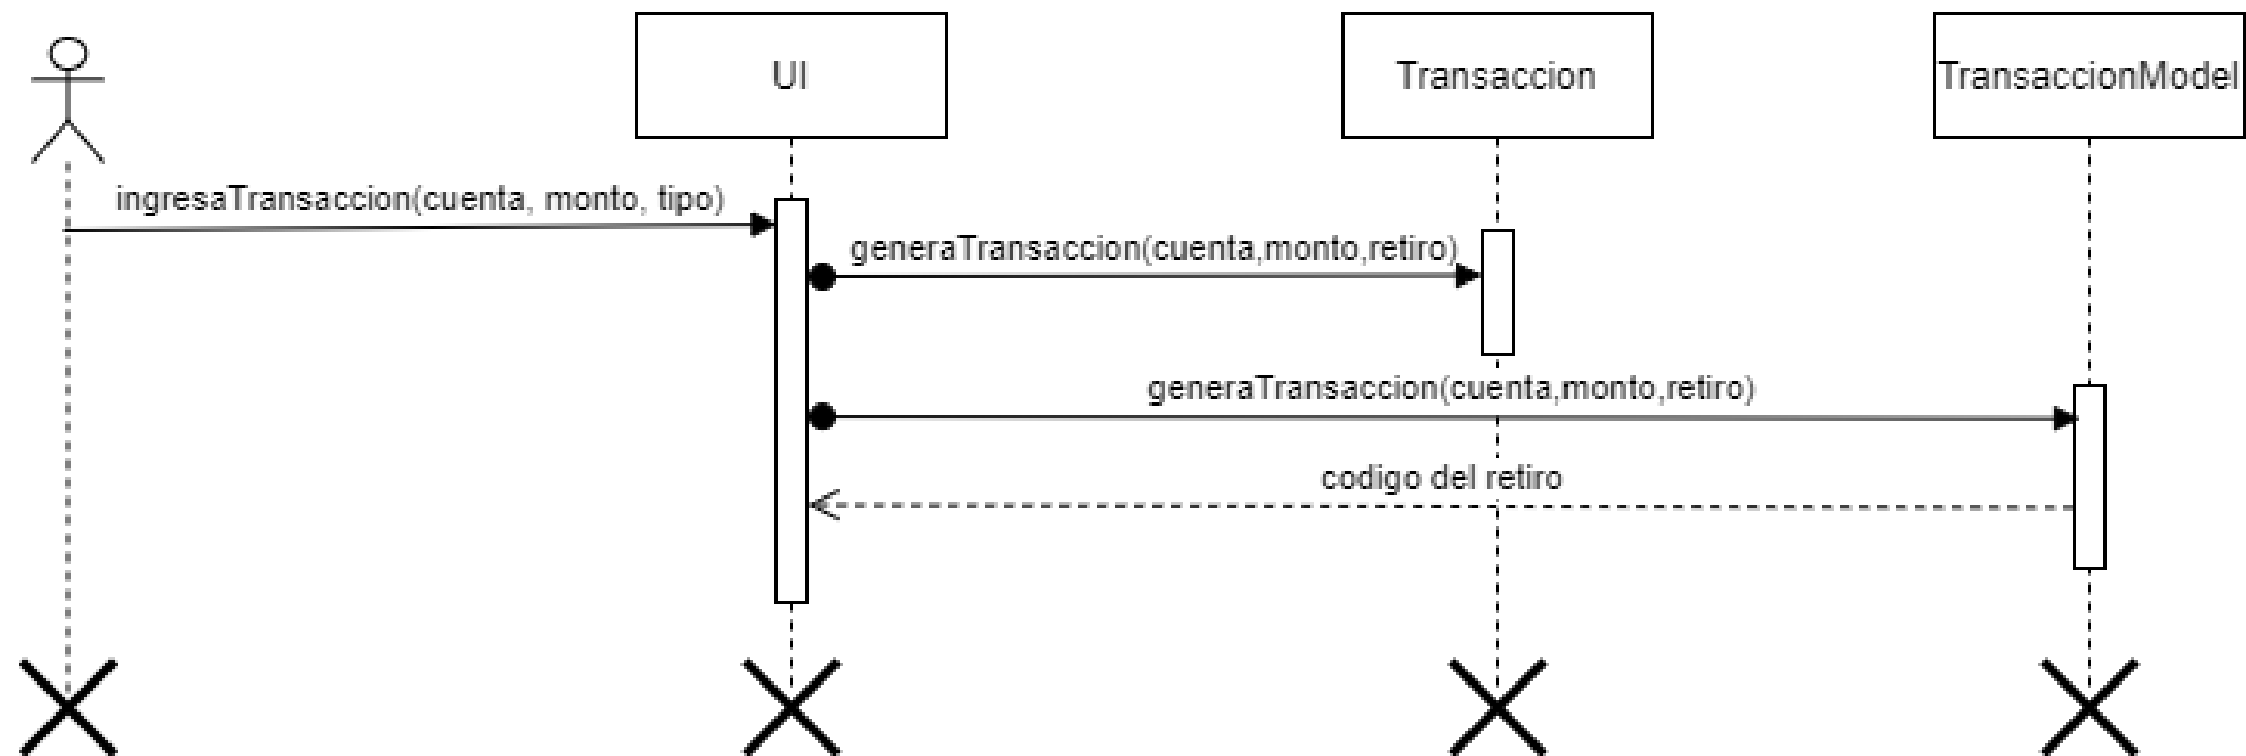 UI
Transaccion
TransaccionModel
ingresaTransaccion(cuenta, monto, tipo)
generaTransaccion(cuenta,monto,retiro)
generaTransaccion(cuenta,monto,retiro)
codigo del retiro